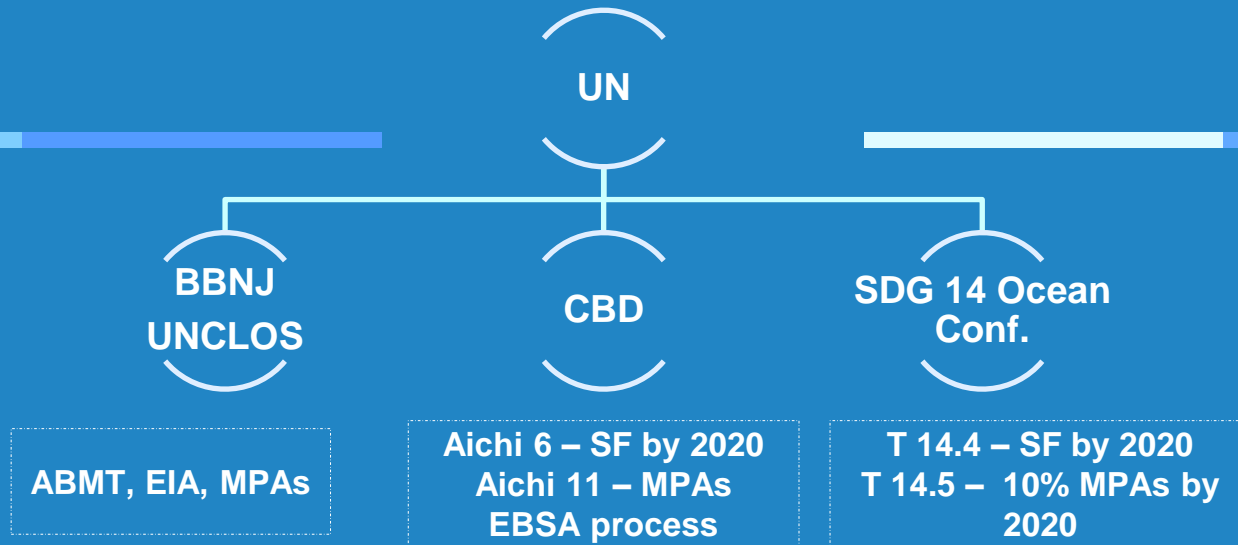 UN
BBNJ
UNCLOS
CBD
SDG 14 Ocean
Conf.
ABMT, EIA, MPAs
Aichi 6 – SF by 2020
Aichi 11 – MPAs
EBSA process
T 14.4 – SF by 2020
T 14.5 – 10% MPAs by
2020